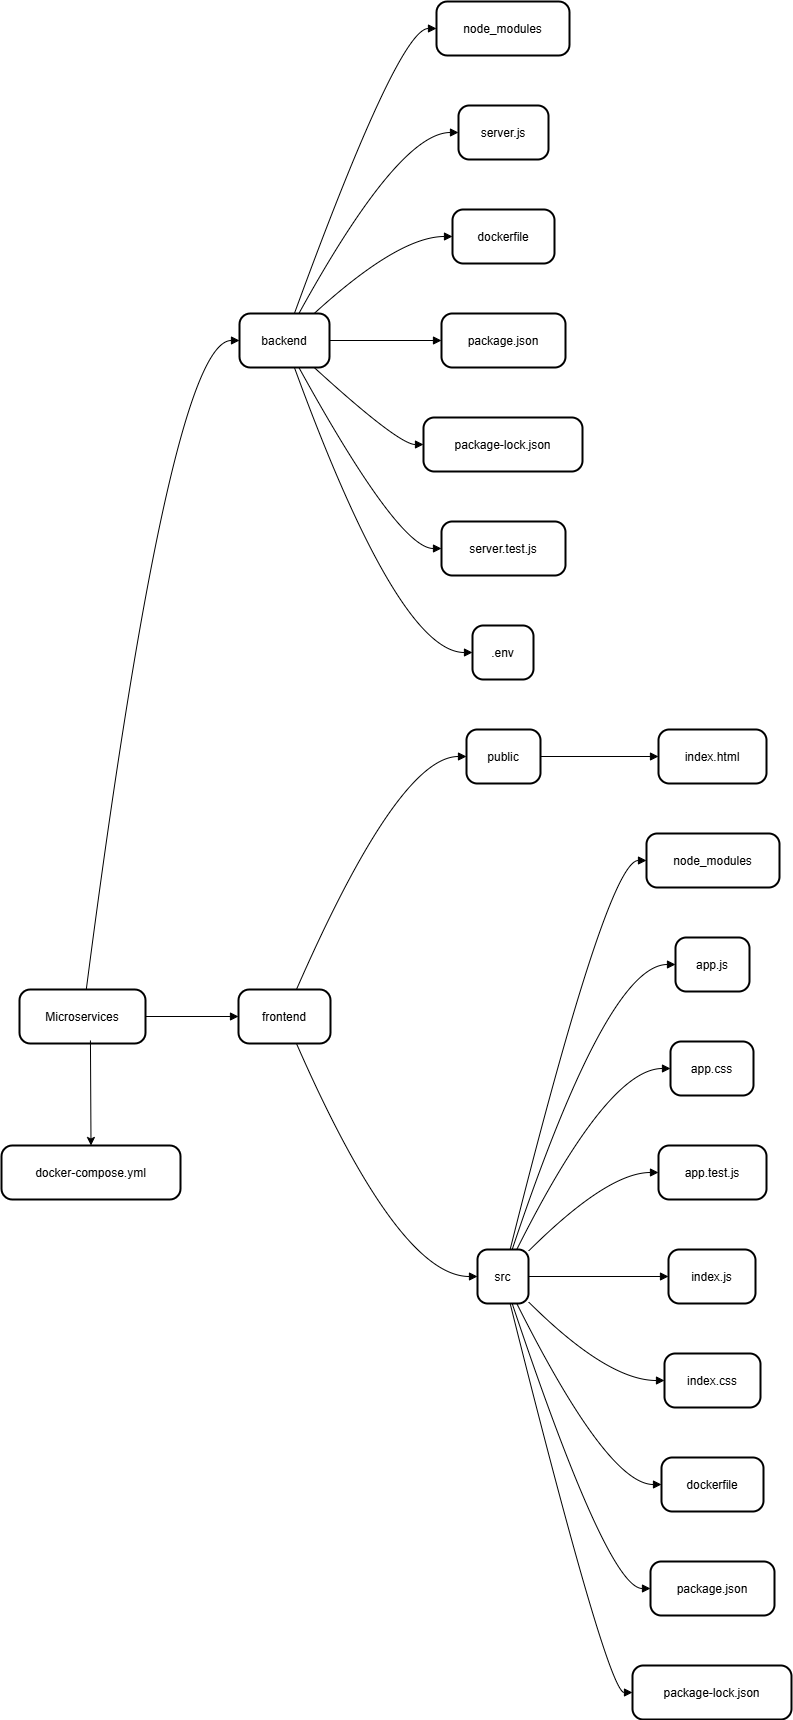 node_modules
server.js
dockerfile
backend
package.json
package-lock.json
server.test.js
.env
public
index.html
node_modules
app.js
Microservices
frontend
app.css
docker-compose.yml
app.test.js
src
index.js
index.css
dockerfile
package.json
package-lock.json